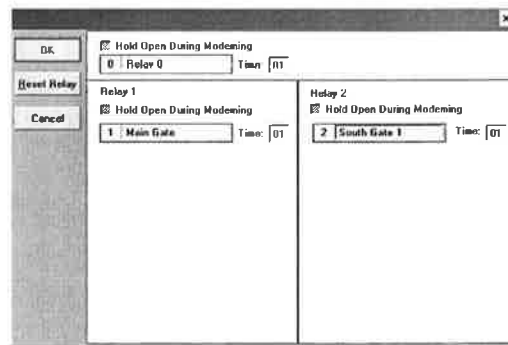 OK
Reset Relay
Cancel
Hold Open During Modeming
0 Relay 0 Time: 01
Relay 1
Hold Open During Modeming
1 Main Gate Time: 01
Relay 2
Hold Open During Modeming
2 South Gate 1 Time: 01